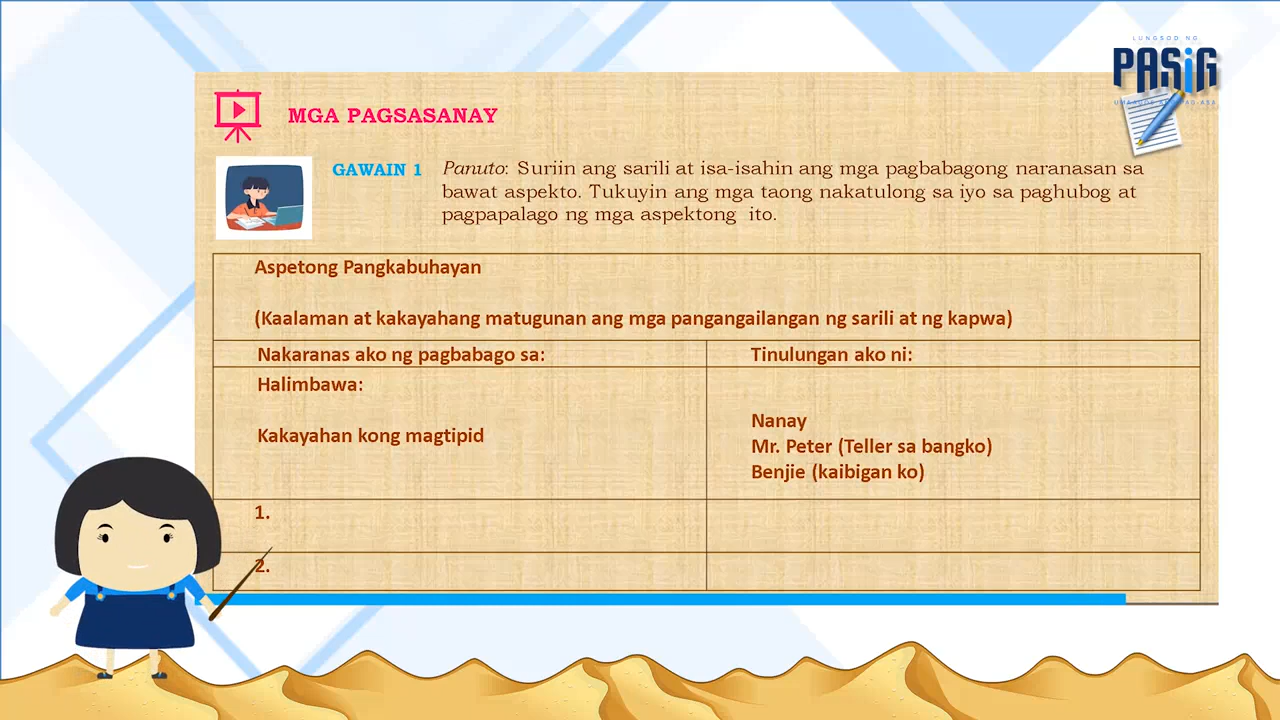 LUNGSOD NG
PASiG
MGA PAGSASANAY
GAWAIN 1
Panuto: Suriin ang sarili at isa-isahin ang mga pagbabagong naranasan sa
bawat aspekto. Tukuyin ang mga taong nakatulong sa iyo sa paghubog at
pagpapalago ng mga aspektong ito.
Aspetong Pangkabuhayan
(Kaalaman at kakayahang matugunan ang mga pangangailangan ng sarili at ng kapwa)
Nakaranas ako ng pagbabago sa:
Tinulungan ako ni:
Halimbawa:
Kakayahan kong magtipid
Nanay
Mr. Peter (Teller sa bangko)
Benjie (kaibigan ko)
1.
2.